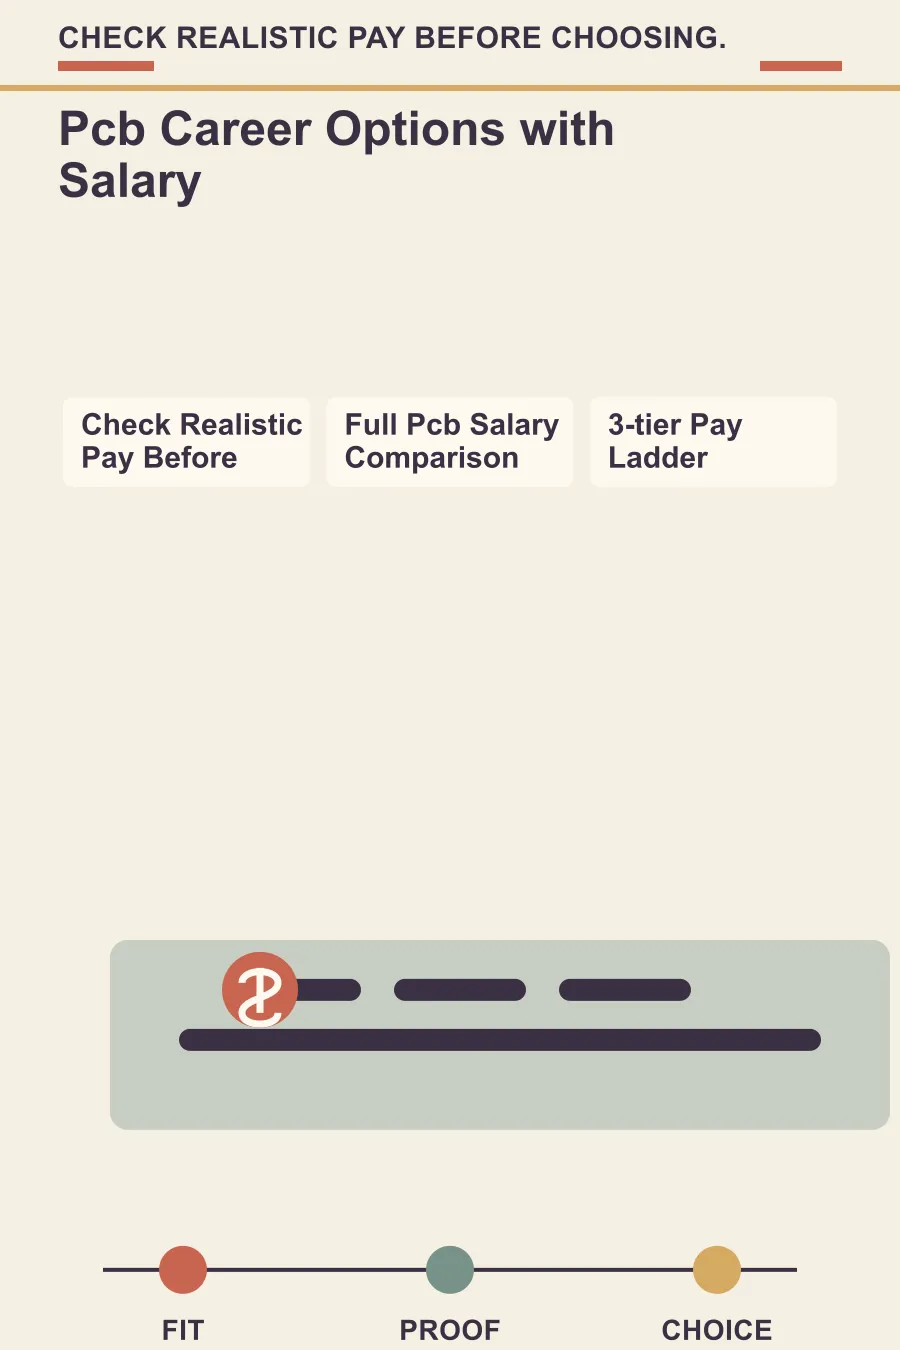 CHECK REALISTIC PAY BEFORE CHOOSING.
Pcb Career Options with
Salary
Check Realistic
Pay Before
Full Pcb Salary
Comparison
3-tier Pay
Ladder
FIT
PROOF
CHOICE